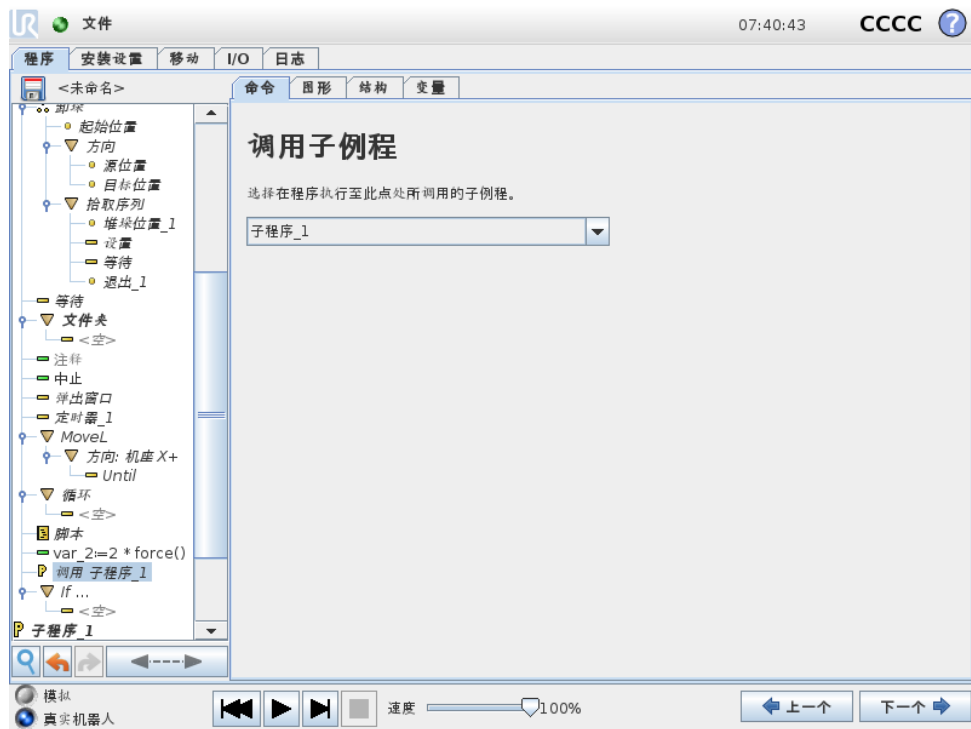 UR 文件 07:40:43 CCCC ?
程序 安装设置 移动 I/O 日志
<未命名> 命令 图形 结构 变量
卸垛
起始位置
方向
源位置
目标位置
拾取序列
堆垛位置_1
设置
等待
退出_1
等待
文件夹
<空>
注释
中止
弹出窗口
定时器_1
MoveL
方向: 机座 X+
Until
循环
<空>
脚本
var_2:=2 * force()
调用 子程序_1
If ...
<空>
子程序_1
调用子例程
选择在程序执行至此点处所调用的子例程。
子程序_1
模拟
真实机器人
速度 100%
上一个 下一个